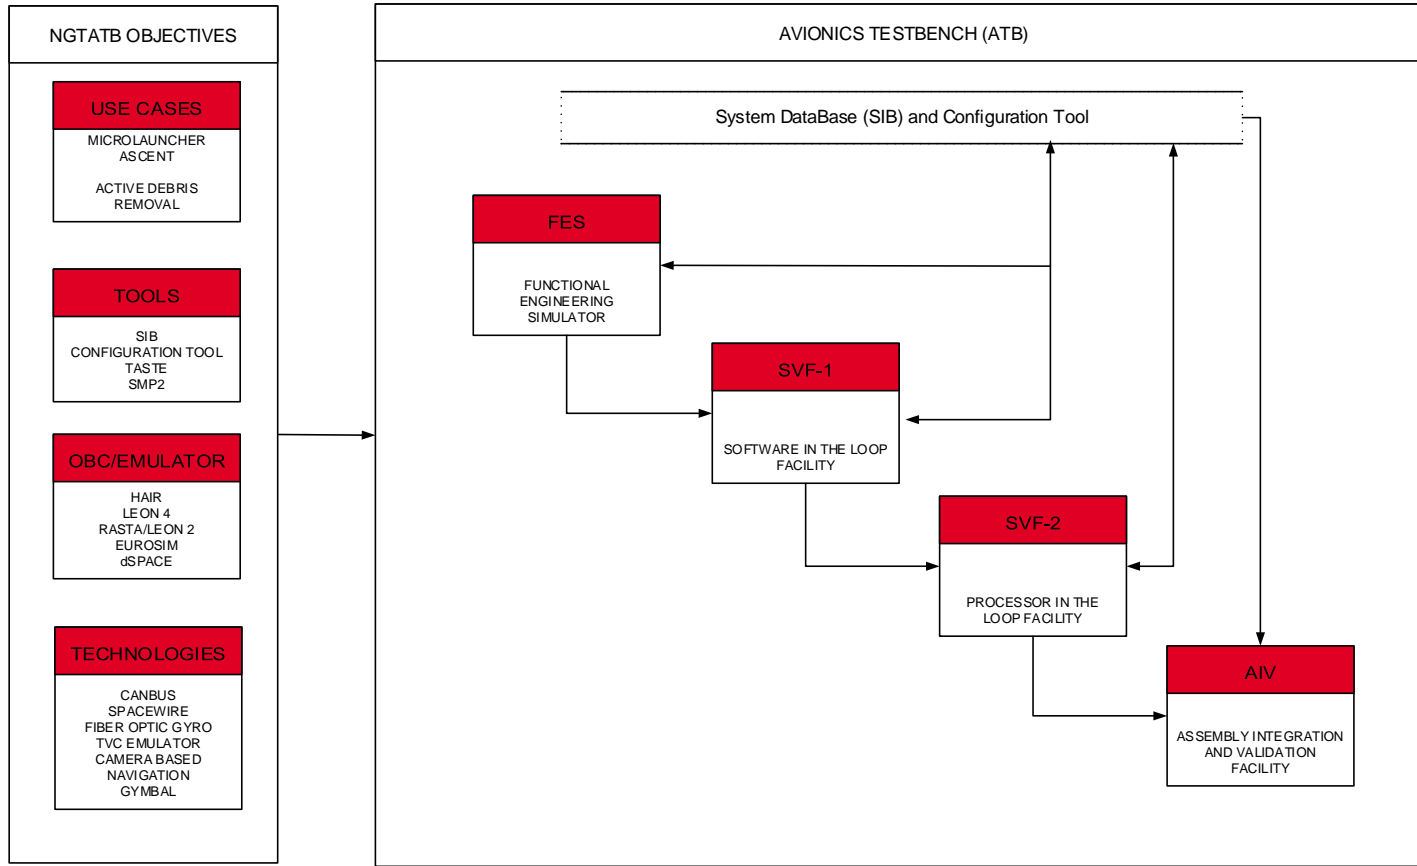 NGTATB OBJECTIVES
USE CASES
MICROLAUNCHER
ASCENT
ACTIVE DEBRIS
REMOVAL
TOOLS
SIB
CONFIGURATION TOOL
TASTE
SMP2
OBC/EMULATOR
HAIR
LEON 4
RASTA/LEON 2
EUROSIM
dSPACE
TECHNOLOGIES
CANBUS
SPACEWIRE
FIBER OPTIC GYRO
TVC EMULATOR
CAMERA BASED
NAVIGATION
GYMBAL
AVIONICS TESTBENCH (ATB)
System DataBase (SIB) and Configuration Tool
FES
FUNCTIONAL
ENGINEERING
SIMULATOR
SVF-1
SOFTWARE IN THE LOOP
FACILITY
SVF-2
PROCESSOR IN THE
LOOP FACILITY
AIV
ASSEMBLY INTEGRATION
AND VALIDATION
FACILITY